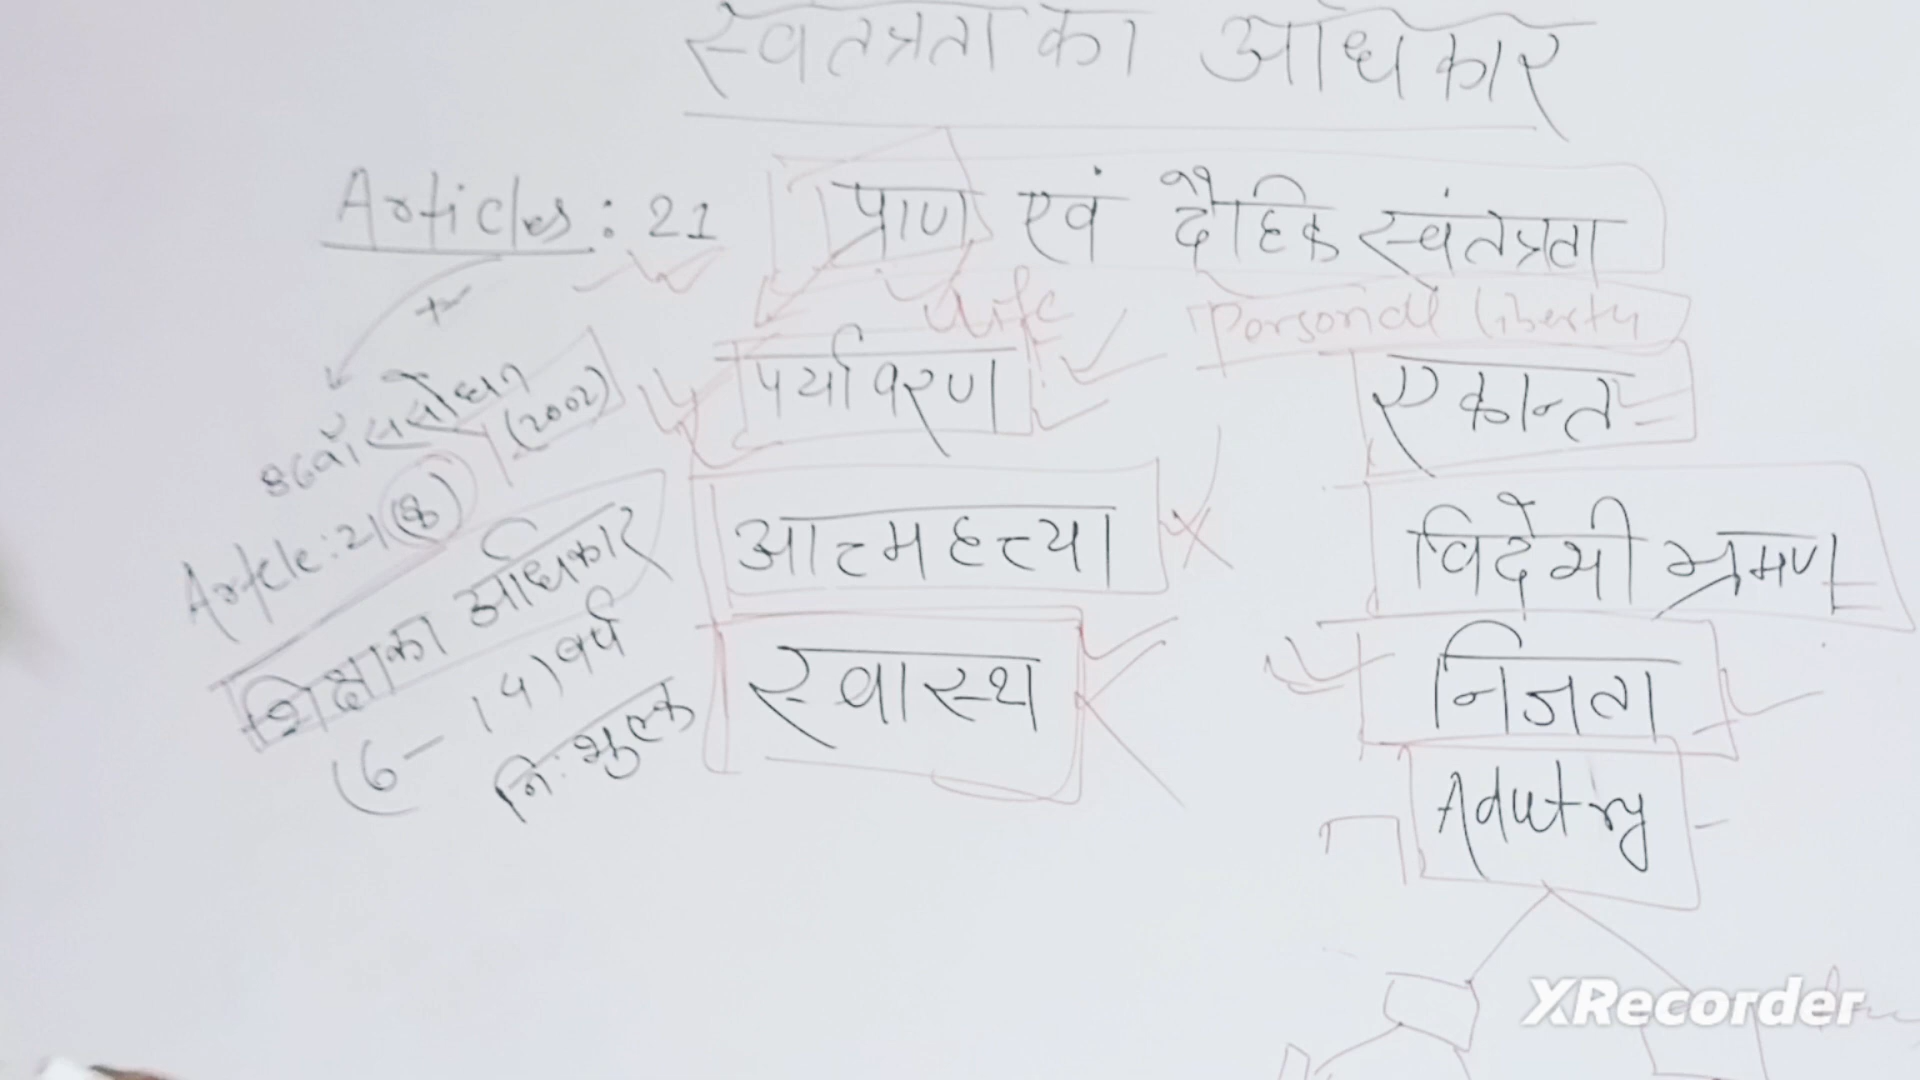 स्वतंत्रता का अधिकार
Articles : 21 प्राण एवं दैहिक स्वंतत्रता
Life Personal liberty
पर्यावरण एकान्त
86वाँ संसोधन (2002)
Article : 21(क)
आत्महत्त्या विदेशी भ्रमण
शिक्षा का अधिकार
(6-14) वर्ष
नि:शुल्क
स्वास्थ निजता
Adultry
XRecorder